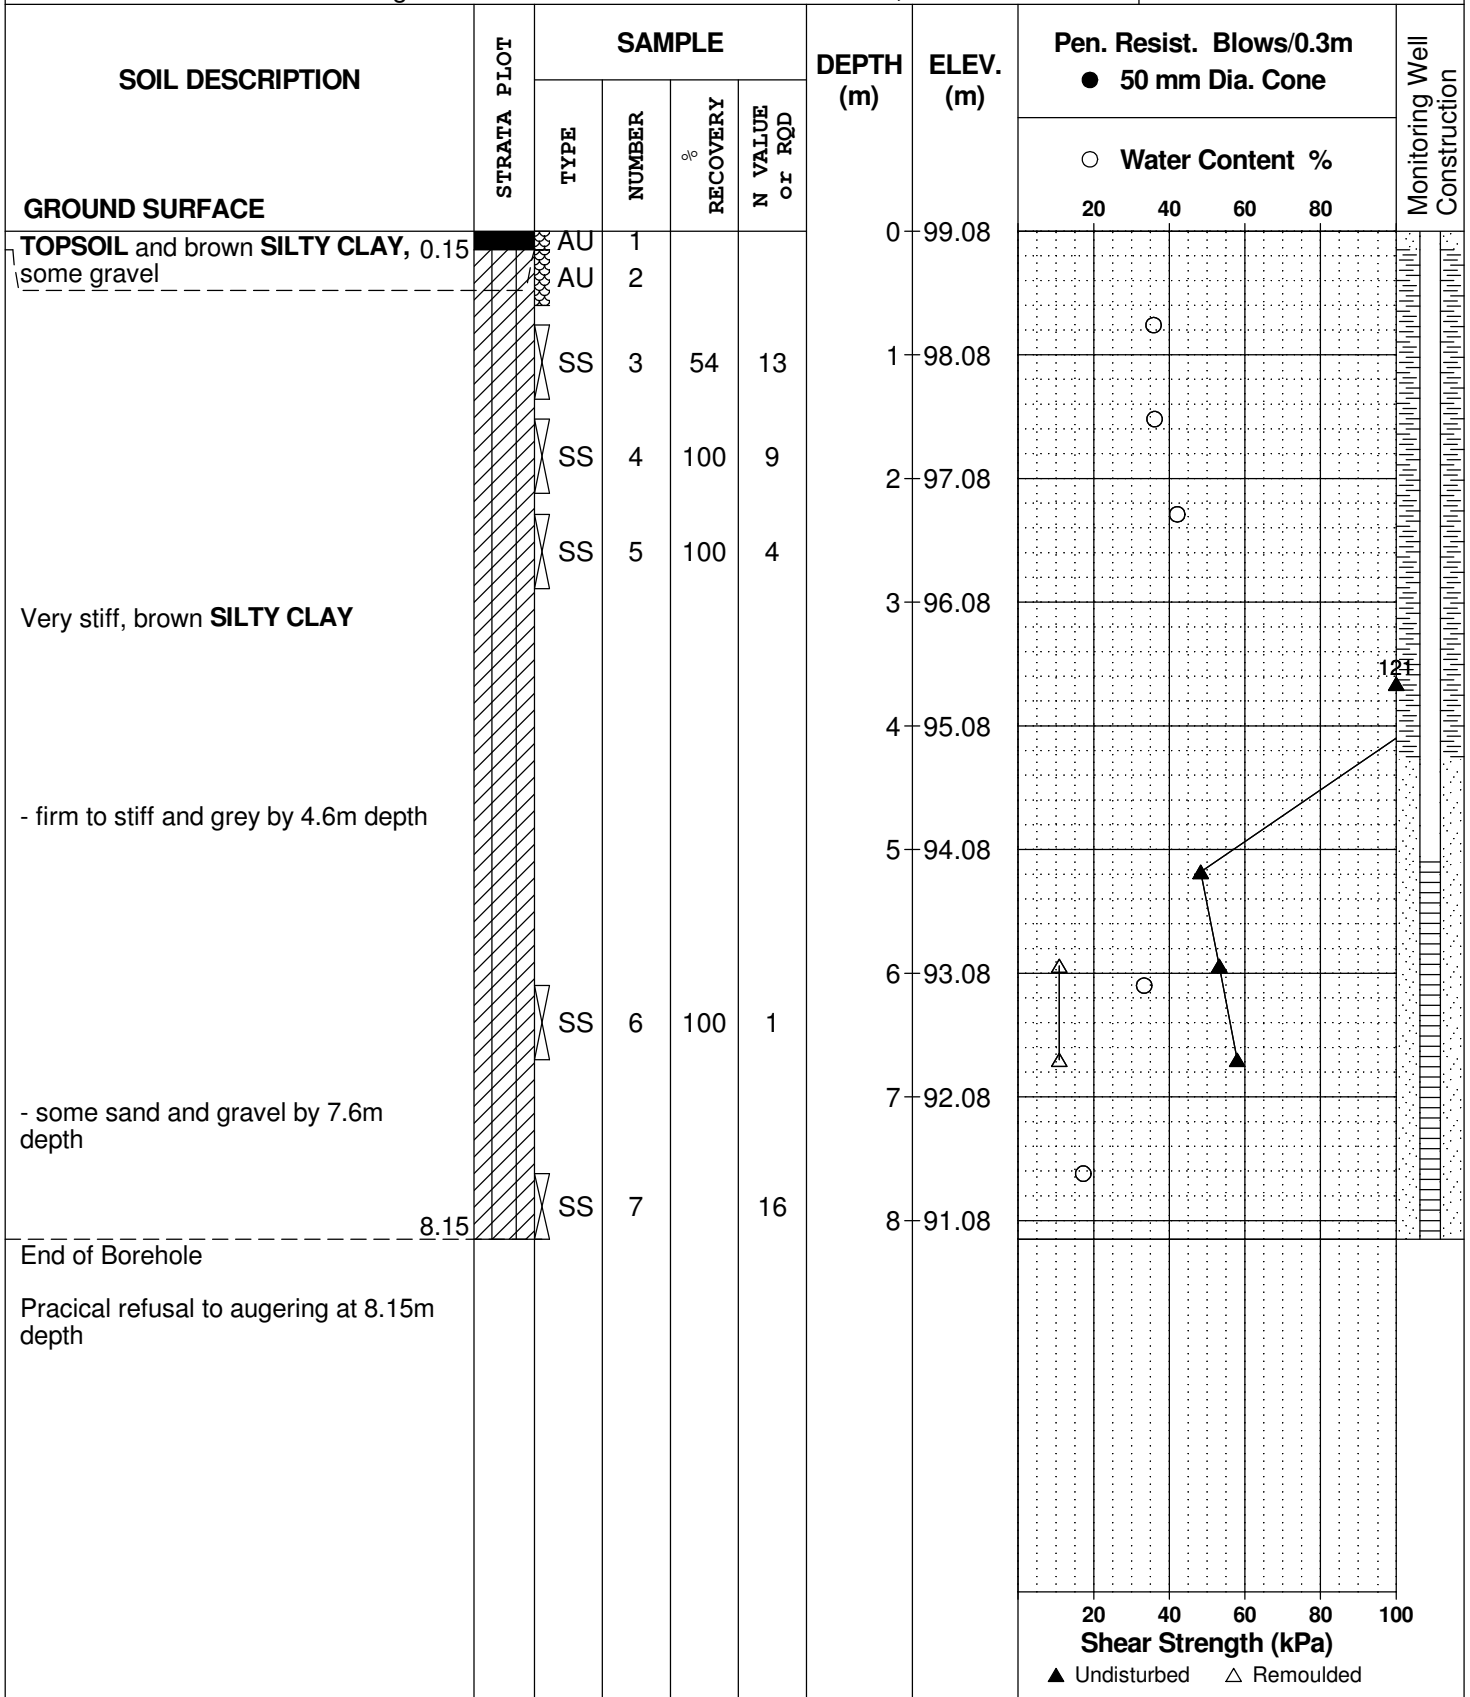 SOIL DESCRIPTION
GROUND SURFACE
STRATA PLOT
SAMPLE
TYPE
NUMBER
% RECOVERY
N VALUE or RQD
DEPTH (m)
ELEV. (m)
Pen. Resist. Blows/0.3m
● 50 mm Dia. Cone
○ Water Content %
20 40 60 80
Monitoring Well
Construction
TOPSOIL and brown SILTY CLAY, 0.15
some gravel
AU 1
AU 2
0 99.08
SS 3 54 13
1 98.08
SS 4 100 9
2 97.08
SS 5 100 4
Very stiff, brown SILTY CLAY
3 96.08
121
4 95.08
- firm to stiff and grey by 4.6m depth
5 94.08
6 93.08
SS 6 100 1
- some sand and gravel by 7.6m
depth
7 92.08
SS 7 16
8.15
8 91.08
End of Borehole
Pracical refusal to augering at 8.15m
depth
20 40 60 80 100
Shear Strength (kPa)
▲ Undisturbed △ Remoulded